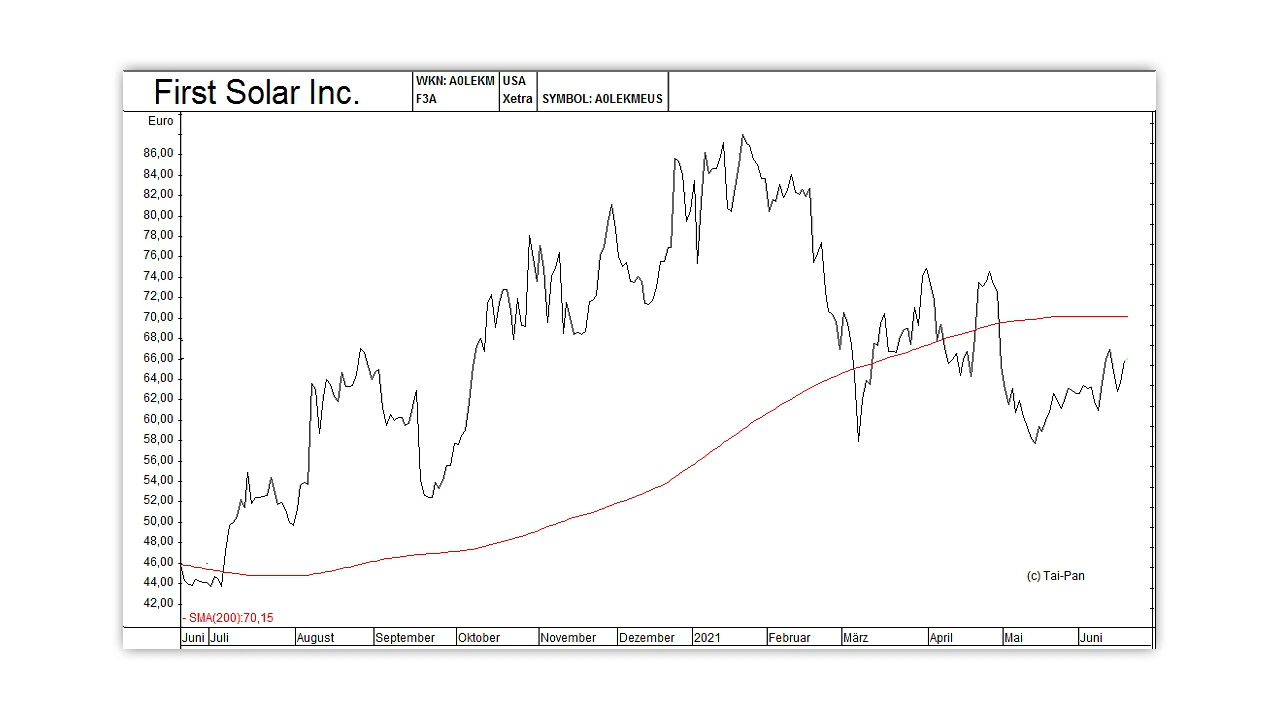 First Solar Inc.
WKN: A0LEKM
F3A
USA
Xetra
SYMBOL: A0LEKMEUS
Euro
86,00
84,00
82,00
80,00
78,00
76,00
74,00
72,00
70,00
68,00
66,00
64,00
62,00
60,00
58,00
56,00
54,00
52,00
50,00
48,00
46,00
44,00
42,00
(c) Tai-Pan
- SMA(200):70,15
Juni Juli August September Oktober November Dezember 2021 Februar März April Mai Juni